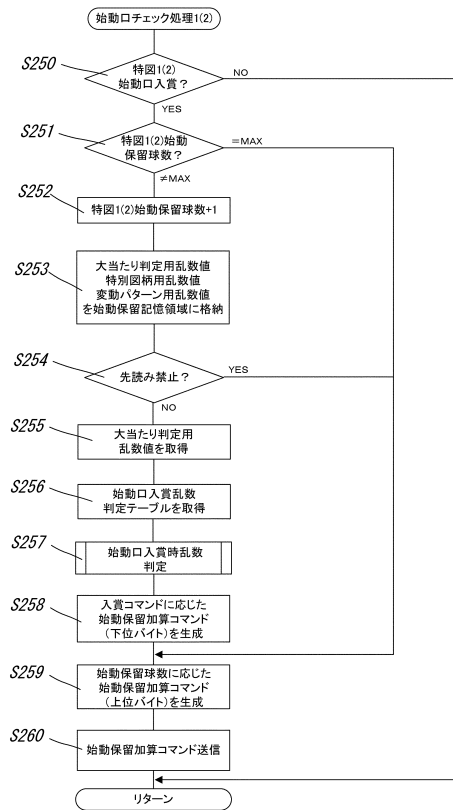 始動口チェック処理1(2)
S250
特図1(2)
始動口入賞？
NO
YES
S251
特図1(2)始動
保留球数？
＝MAX
≠MAX
S252
特図1(2)始動保留球数+1
S253
大当たり判定用乱数値
特別図柄用乱数値
変動パターン用乱数値
を始動保留記憶領域に格納
S254
先読み禁止？
YES
NO
S255
大当たり判定用
乱数値を取得
S256
始動口入賞乱数
判定テーブルを取得
S257
始動口入賞時乱数
判定
S258
入賞コマンドに応じた
始動保留加算コマンド
（下位バイト）を生成
S259
始動保留球数に応じた
始動保留加算コマンド
（上位バイト）を生成
S260
始動保留加算コマンド送信
リターン